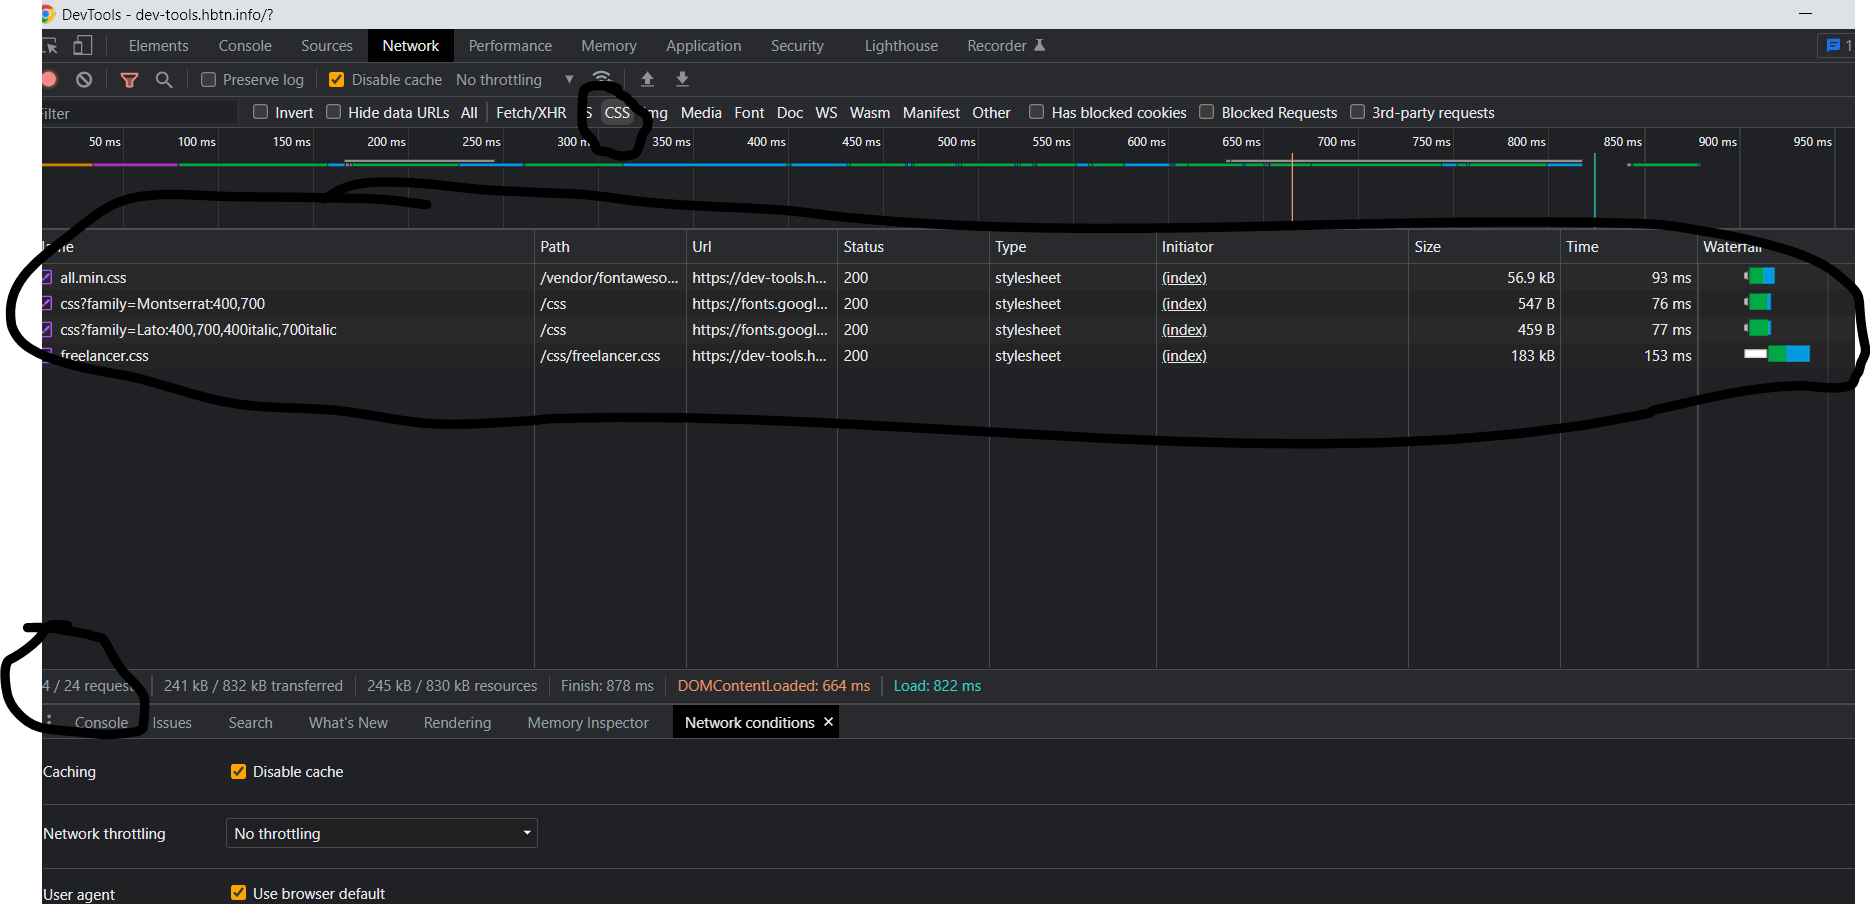 DevTools - dev-tools.hbtn.info/?
Elements Console Sources Network Performance Memory Application Security Lighthouse Recorder 1
Preserve log Disable cache No throttling
Filter Invert Hide data URLs All Fetch/XHR S CSS mg Media Font Doc WS Wasm Manifest Other Has blocked cookies Blocked Requests 3rd-party requests
50 ms 100 ms 150 ms 200 ms 250 ms 300 m 350 ms 400 ms 450 ms 500 ms 550 ms 600 ms 650 ms 700 ms 750 ms 800 ms 850 ms 900 ms 950 ms
Path Url Status Type Initiator Size Time Waterfall
all.min.css /vendor/fontaweso... https://dev-tools.h... 200 stylesheet (index) 56.9 kB 93 ms
css?family=Montserrat:400,700 /css https://fonts.googl... 200 stylesheet (index) 547 B 76 ms
css?family=Lato:400,700,400italic,700italic /css https://fonts.googl... 200 stylesheet (index) 459 B 77 ms
freelancer.css /css/freelancer.css https://dev-tools.h... 200 stylesheet (index) 183 kB 153 ms
4 / 24 request 241 kB / 832 kB transferred 245 kB / 830 kB resources Finish: 878 ms DOMContentLoaded: 664 ms Load: 822 ms
Console Issues Search What's New Rendering Memory Inspector Network conditions
Caching Disable cache
Network throttling No throttling
User agent Use browser default